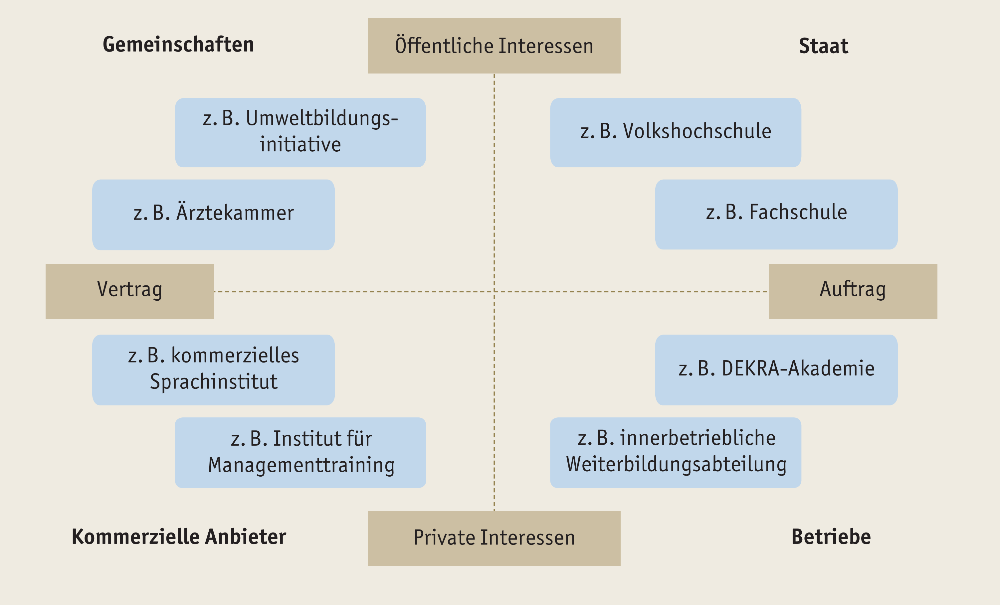 Gemeinschaften
Öffentliche Interessen
Staat
z. B. Umweltbildungs-
initiative
z. B. Volkshochschule
z. B. Ärztekammer
z. B. Fachschule
Vertrag
Auftrag
z. B. kommerzielles
Sprachinstitut
z. B. DEKRA-Akademie
z. B. Institut für
Managementtraining
z. B. innerbetriebliche
Weiterbildungsabteilung
Kommerzielle Anbieter
Private Interessen
Betriebe